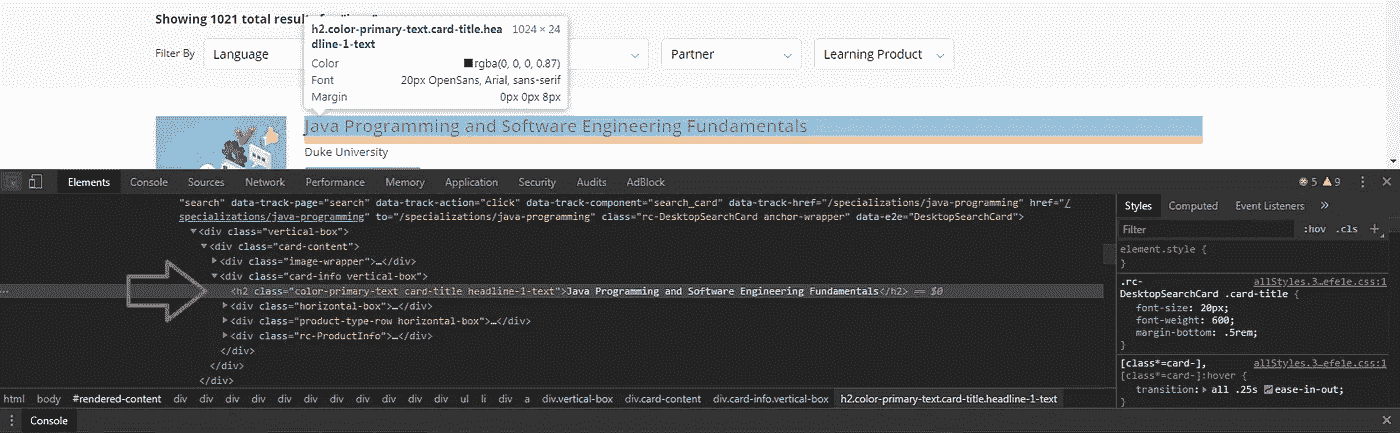 Showing 1021 total results for "java"
h2.color-primary-text.card-title.hea
dline-1-text
1024 × 24
Color
rgba(0, 0, 0, 0.87)
Font
20px OpenSans, Arial, sans-serif
Margin
0px 0px 8px
Filter By
Language
Partner
Learning Product
Java Programming and Software Engineering Fundamentals
Duke University
Elements Console Sources Network Performance Memory Application Security Audits AdBlock 5 9
"search" data-track-page="search" data-track-action="click" data-track-component="search_card" data-track-href="/specializations/java-programming" href="/
specializations/java-programming" to="/specializations/java-programming" class="rc-DesktopSearchCard anchor-wrapper" data-e2e="DesktopSearchCard">
<div class="vertical-box">
<div class="card-content">
<div class="image-wrapper">…</div>
<div class="card-info vertical-box">
<h2 class="color-primary-text card-title headline-1-text">Java Programming and Software Engineering Fundamentals</h2> == $0
<div class="horizontal-box">…</div>
<div class="product-type-row horizontal-box">…</div>
<div class="rc-ProductInfo">…</div>
</div>
</div>
</div>
Styles Computed Event Listeners »
Filter :hov .cls +
element.style {
}
.rc- allStyles.3…efe1e.css:1
DesktopSearchCard .card-title {
font-size: 20px;
font-weight: 600;
margin-bottom: .5rem;
}
[class*=card-], allStyles.3…efe1e.css:1
[class*=card-]:hover {
transition: all .25s ease-in-out;
}
html body #rendered-content div div div div div div div div div div div ul li div a div.vertical-box div.card-content div.card-info.vertical-box h2.color-primary-text.card-title.headline-1-text
Console